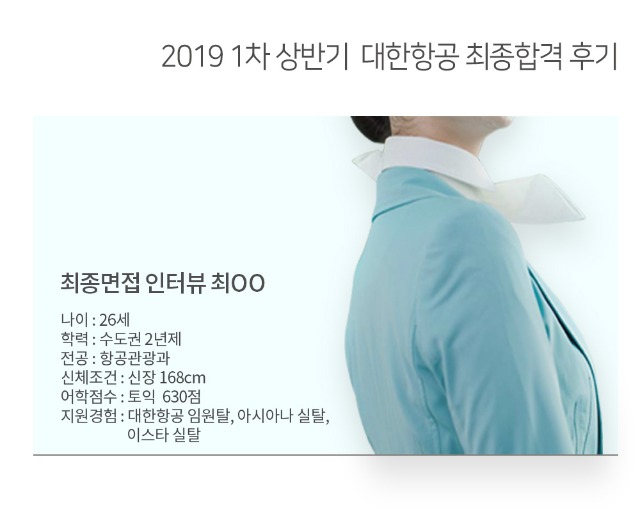 2019 1차 상반기 대한항공 최종합격 후기
최종면접 인터뷰 최OO
나이 : 26세
학력 : 수도권 2년제
전공 : 항공관광과
신체조건 : 신장 168cm
어학점수 : 토익 630점
지원경험 : 대한항공 임원탈, 아시아나 실탈,
이스타 실탈